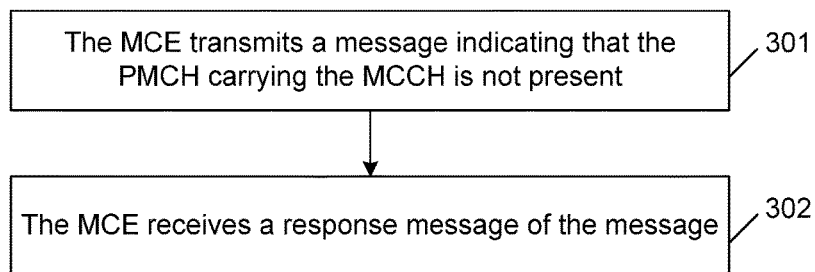 The MCE transmits a message indicating that the
PMCH carrying the MCCH is not present
301
The MCE receives a response message of the message
302